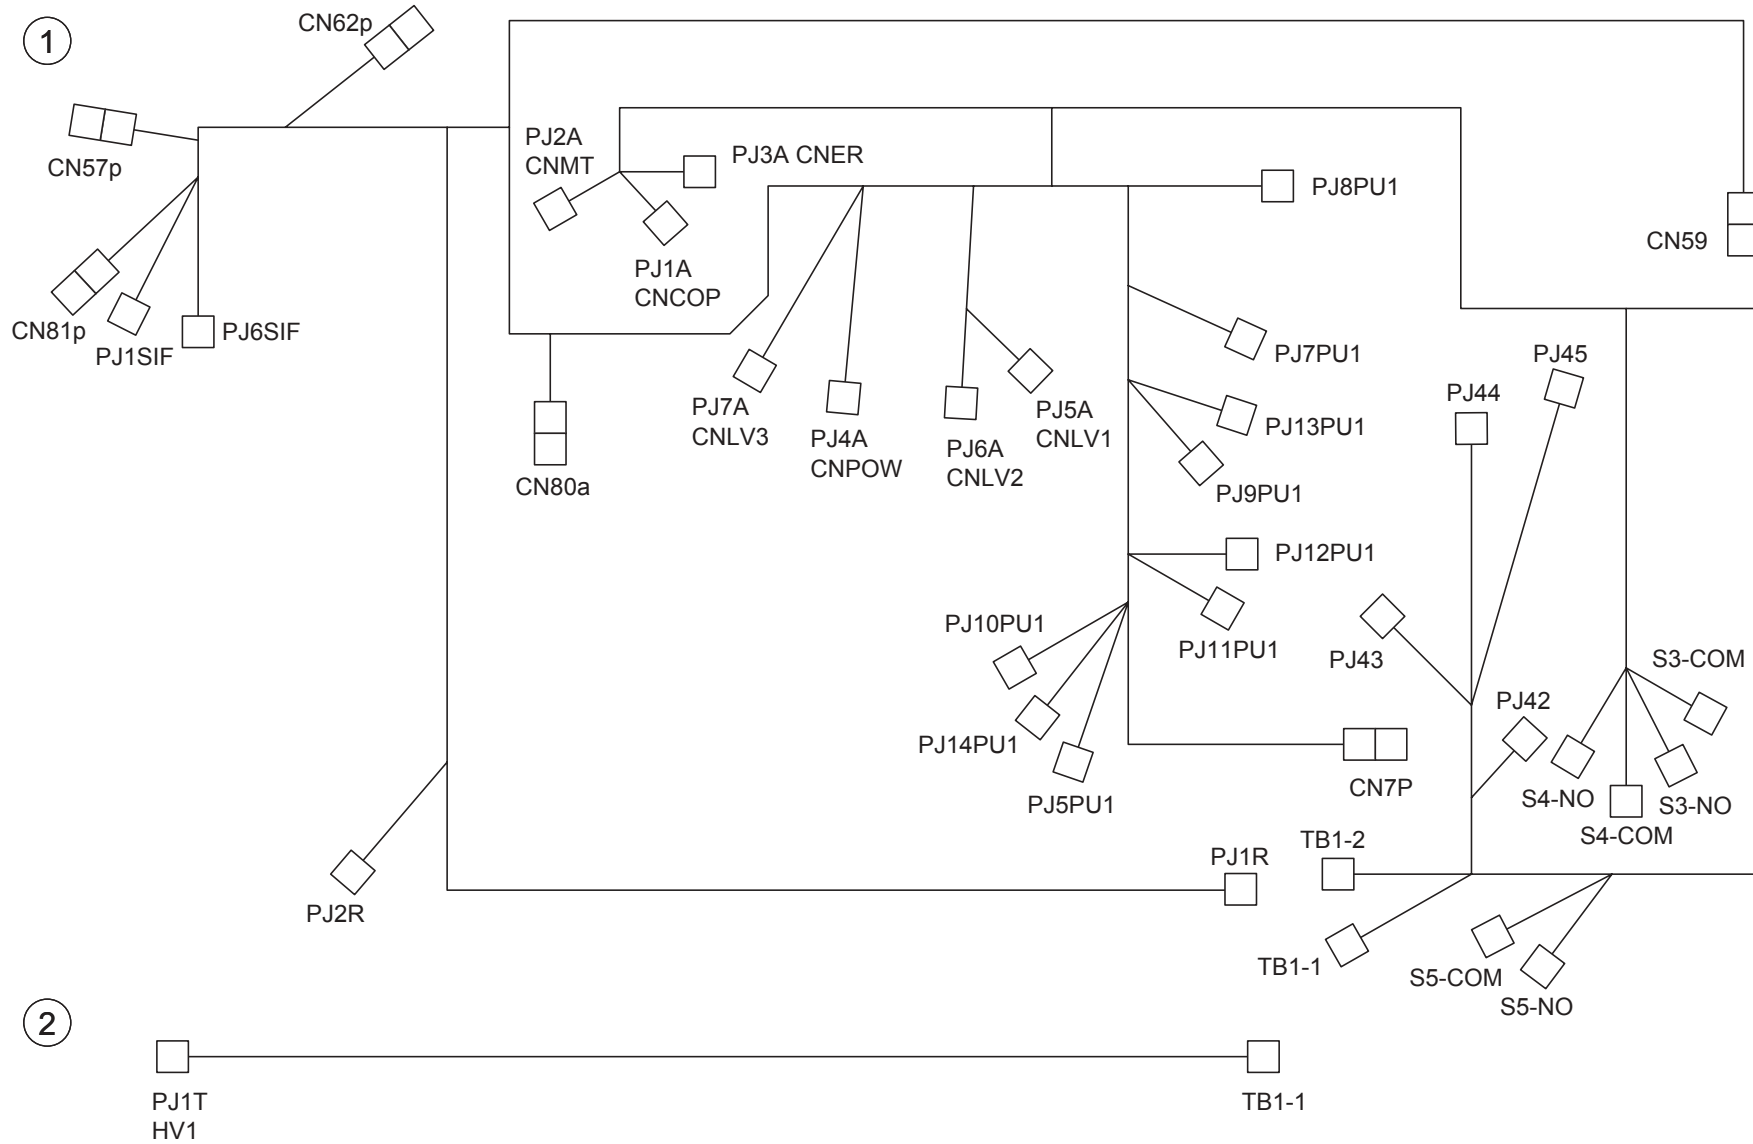 1
CN62p
CN57p
PJ2A
CNMT
PJ3A CNER
PJ8PU1
CN59
PJ1A
CNCOP
CN81p
PJ1SIF
PJ6SIF
PJ7PU1
PJ45
PJ44
PJ7A
CNLV3
PJ4A
CNPOW
PJ6A
CNLV2
PJ5A
CNLV1
PJ13PU1
CN80a
PJ9PU1
PJ12PU1
PJ10PU1
PJ11PU1
PJ43
S3-COM
PJ42
PJ14PU1
PJ5PU1
CN7P
S4-NO
S3-NO
S4-COM
TB1-2
PJ1R
PJ2R
TB1-1
S5-COM
S5-NO
2
PJ1T
HV1
TB1-1